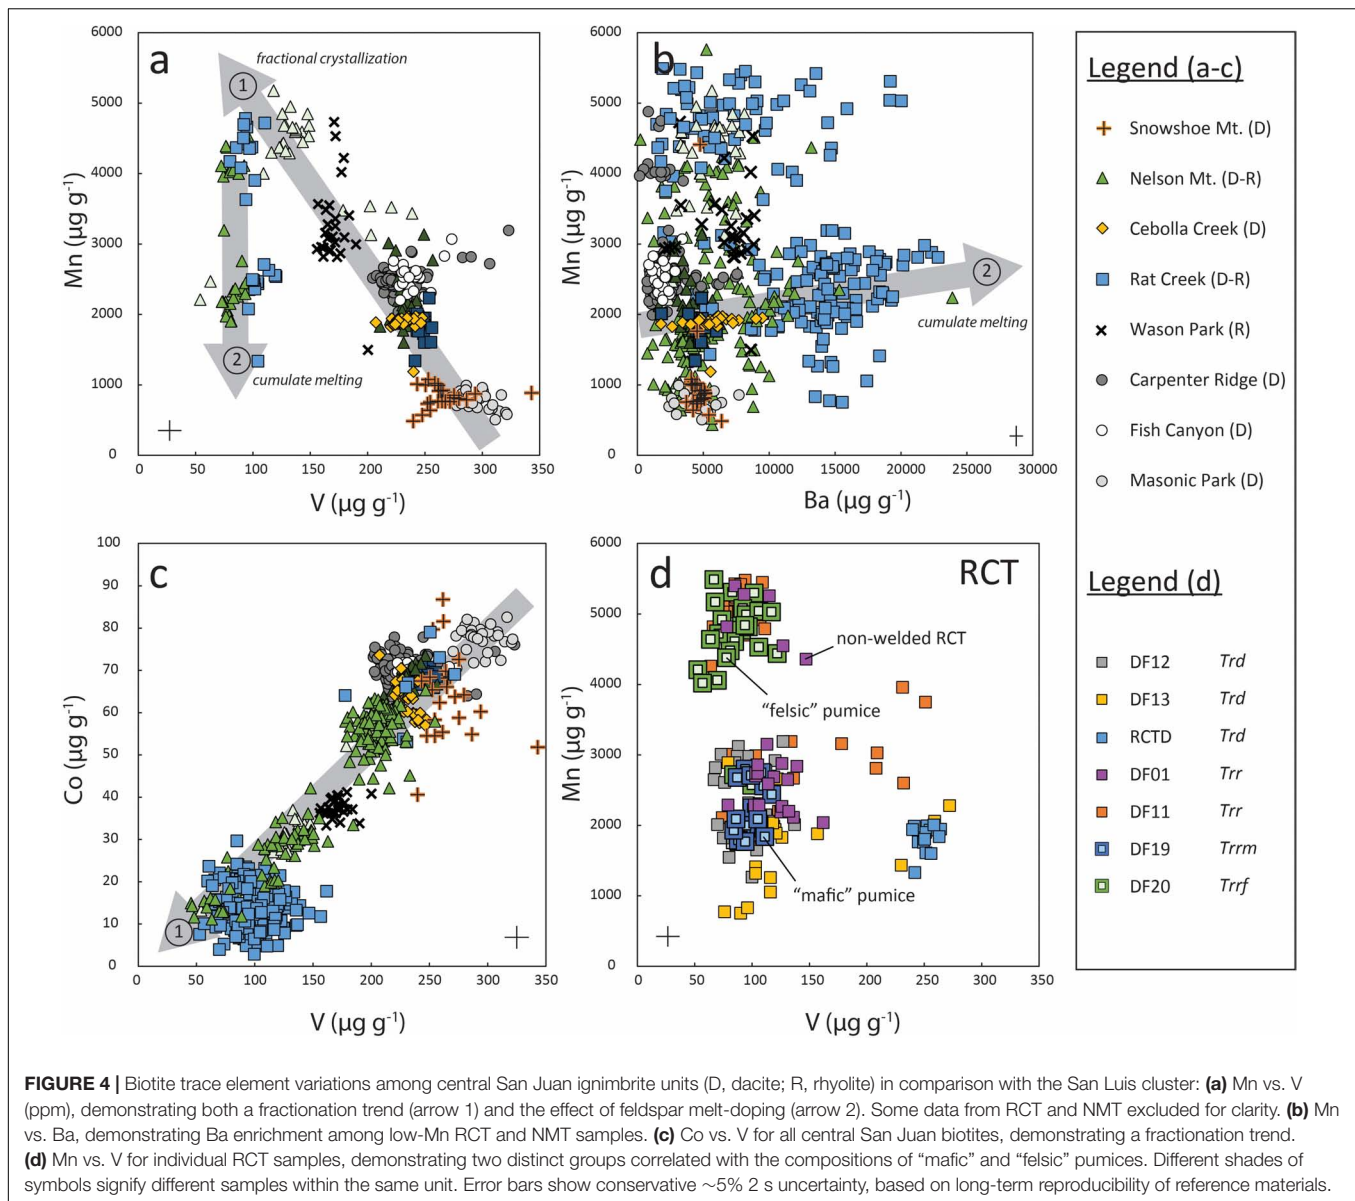 a
fractional crystallization
1
2
cumulate melting
6000
5000
4000
3000
2000
1000
0
Mn (µg g-1)
0 50 100 200 250 300 350
V (µg g-1)
b
2
cumulate melting
6000
5000
4000
3000
2000
1000
0
Mn (µg g-1)
0 5000 10000 15000 20000 25000 30000
Ba (µg g-1)
c
1
100
90
80
70
60
50
40
30
20
10
0
Co (µg g-1)
0 50 100 150 200 250 300 350
V (µg g-1)
d
RCT
non-welded RCT
“felsic” pumice
“mafic” pumice
6000
5000
4000
3000
2000
1000
0
Mn (µg g-1)
0 50 100 150 200 250 300 350
V (µg g-1)
Legend (a-c)
Snowshoe Mt. (D)
Nelson Mt. (D-R)
Cebolla Creek (D)
Rat Creek (D-R)
Wason Park (R)
Carpenter Ridge (D)
Fish Canyon (D)
Masonic Park (D)
Legend (d)
DF12 Trd
DF13 Trd
RCTD Trd
DF01 Trr
DF11 Trr
DF19 Trrm
DF20 Trrf
FIGURE 4 | Biotite trace element variations among central San Juan ignimbrite units (D, dacite; R, rhyolite) in comparison with the San Luis cluster: (a) Mn vs. V
(ppm), demonstrating both a fractionation trend (arrow 1) and the effect of feldspar melt-doping (arrow 2). Some data from RCT and NMT excluded for clarity. (b) Mn
vs. Ba, demonstrating Ba enrichment among low-Mn RCT and NMT samples. (c) Co vs. V for all central San Juan biotites, demonstrating a fractionation trend.
(d) Mn vs. V for individual RCT samples, demonstrating two distinct groups correlated with the compositions of “mafic” and “felsic” pumices. Different shades of
symbols signify different samples within the same unit. Error bars show conservative ~5% 2 s uncertainty, based on long-term reproducibility of reference materials.